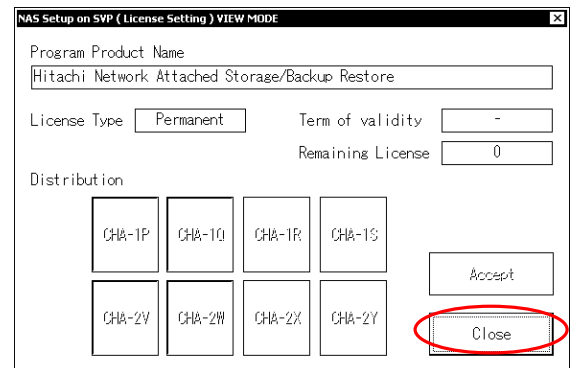 NAS Setup on SVP ( License Setting ) VIEW MODE
Program Product Name
Hitachi Network Attached Storage/Backup Restore
License Type Permanent Term of validity -
Remaining License 0
Distribution
CHA-1P CHA-1Q CHA-1R CHA-1S
Accept
CHA-2V CHA-2W CHA-2X CHA-2Y
Close